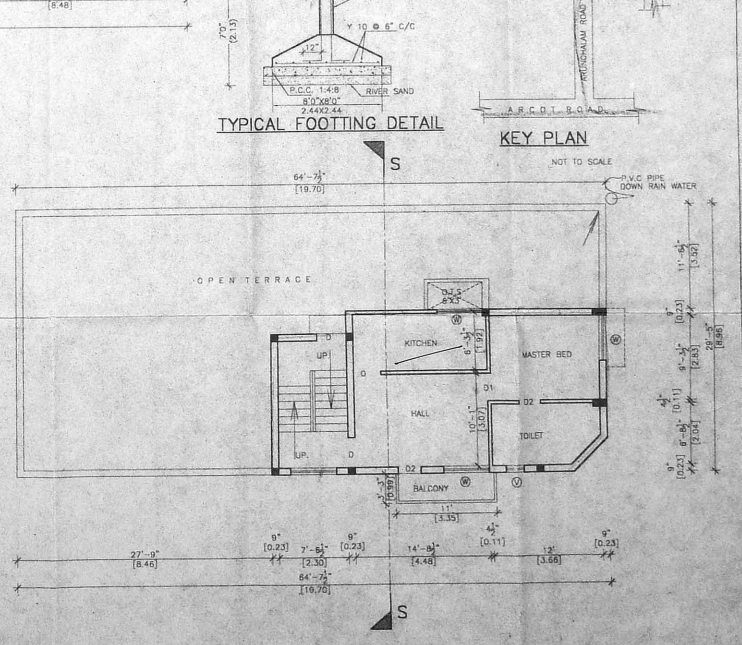 [8.48]
7'0"
(2.13)
12"
Y 10 @ 6" C/C
P.C.C. 1:4:8
RIVER SAND
8'0"X8'0"
2.44X2.44
TYPICAL FOOTTING DETAIL
ARUNDHALAM ROAD
ARCOT ROAD
KEY PLAN
NOT TO SCALE
S
64'-7½"
[19.70]
P.V.C PIPE
DOWN RAIN WATER
OPEN TERRACE
O.T.S
6'X3'
W
KITCHEN
6'-3½"
[1.92]
MASTER BED
W
D
UP
D
D1
D2
HALL
10'-1"
[3.07]
TOILET
UP.
D
D2
W
V
BALCONY
3'-3"
[0.99]
11'
[3.35]
11'-6½"
[3.52]
9"
[0.23]
9'-3½"
[2.83]
4½"
[0.11]
6'-8½"
[2.04]
9"
[0.23]
29'-5"
[8.96]
27'-9"
[8.46]
9"
[0.23]
7'-6½"
[2.30]
9"
[0.23]
14'-8½"
[4.48]
4½"
[0.11]
12'
[3.66]
9"
[0.23]
64'-7½"
[19.70]
S